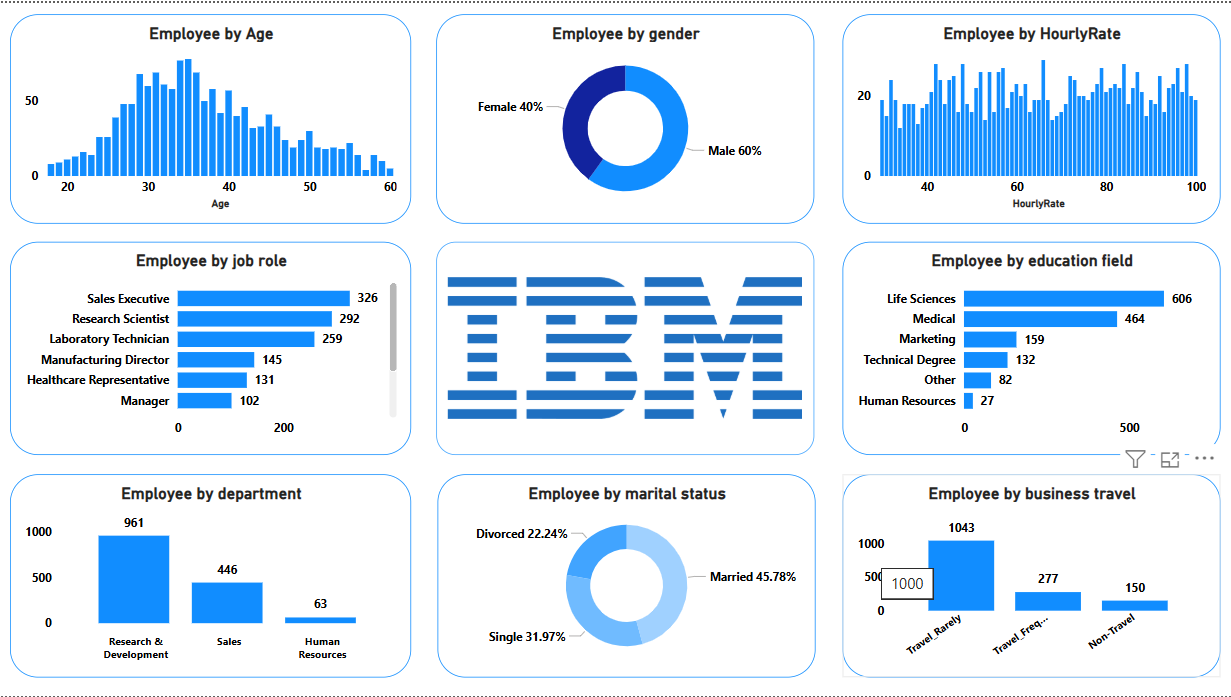 Employee by Age
50
0
20 30 40 50 60
Age
Employee by gender
Female 40%
Male 60%
Employee by HourlyRate
20
0
40 60 80 100
HourlyRate
Employee by job role
Sales Executive 326
Research Scientist 292
Laboratory Technician 259
Manufacturing Director 145
Healthcare Representative 131
Manager 102
0 200
IBM
Employee by education field
Life Sciences 606
Medical 464
Marketing 159
Technical Degree 132
Other 82
Human Resources 27
0 500
Employee by department
1000
500
0
961
446
63
Research &
Development
Sales
Human
Resources
Employee by marital status
Divorced 22.24%
Married 45.78%
Single 31.97%
Employee by business travel
1000
500
0
1000
1043
277
150
Travel_Rarely
Travel_Freq...
Non-Travel